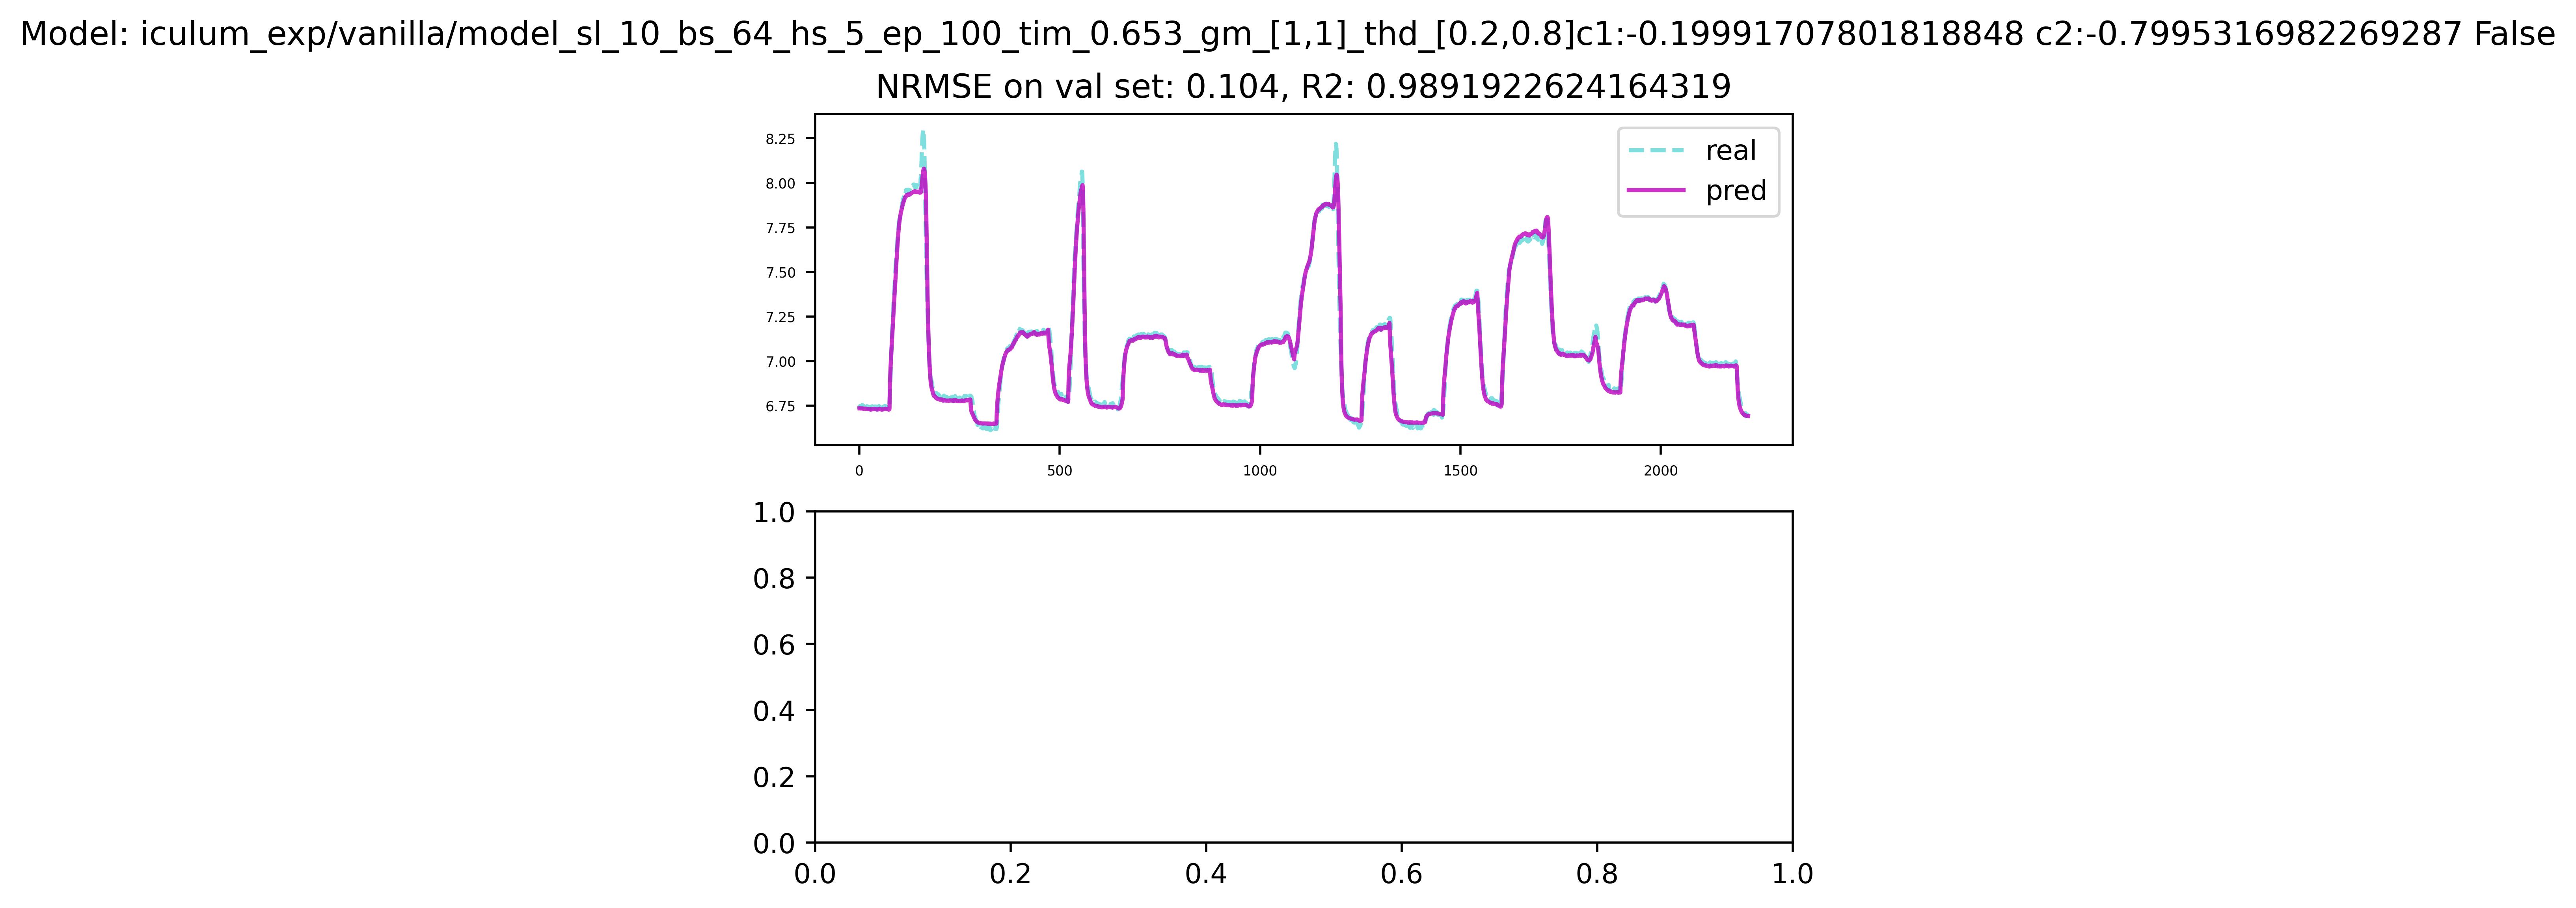 Model: iculum_exp/vanilla/model_sl_10_bs_64_hs_5_ep_100_tim_0.653_gm_[1,1]_thd_[0.2,0.8]c1:-0.19991707801818848 c2:-0.7995316982269287 False
NRMSE on val set: 0.104, R2: 0.9891922624164319
8.25
8.00
7.75
7.50
7.25
7.00
6.75
real
pred
0 500 1000 1500 2000
1.0
0.8
0.6
0.4
0.2
0.0
0.0 0.2 0.4 0.6 0.8 1.0